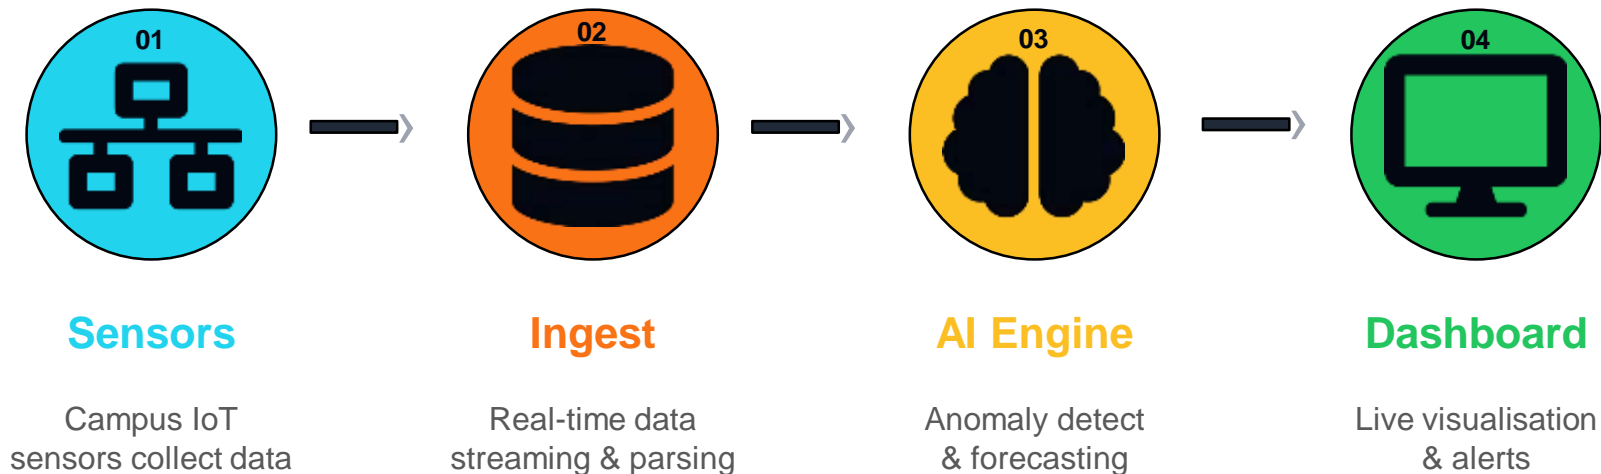 01
02
03
04
Sensors
Ingest
AI Engine
Dashboard
Campus IoT
sensors collect data
Real-time data
streaming & parsing
Anomaly detect
& forecasting
Live visualisation
& alerts